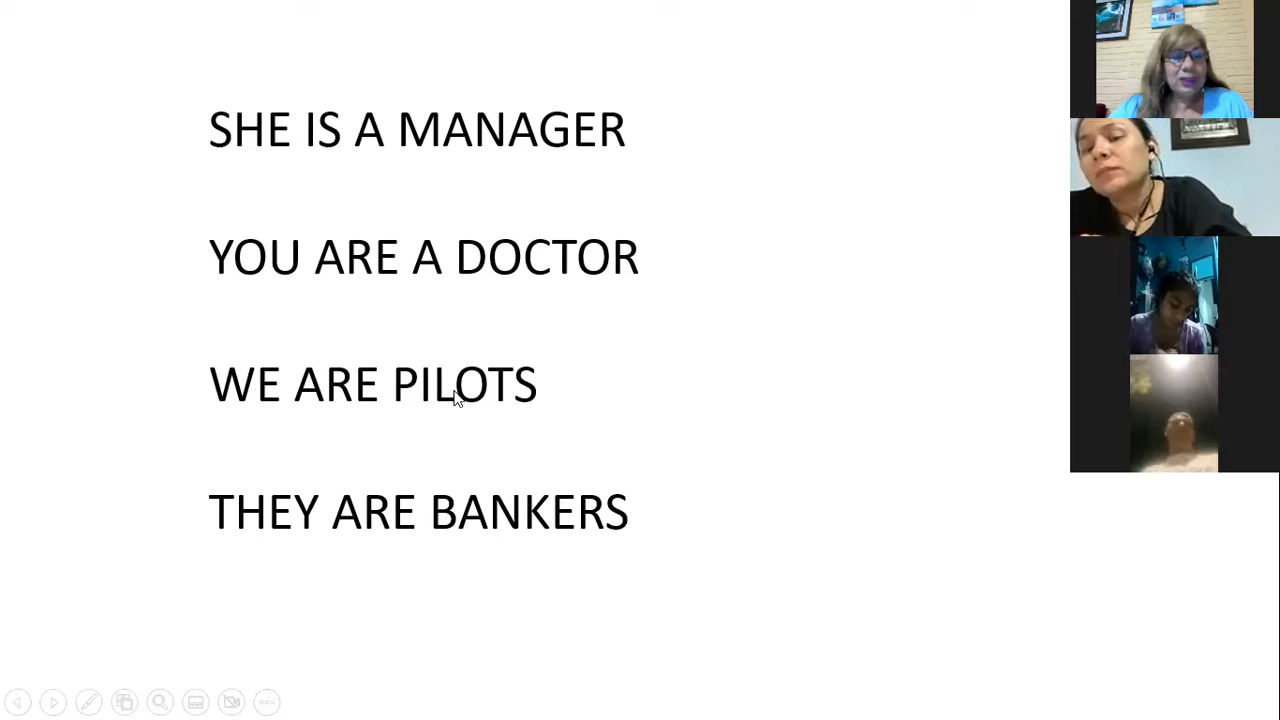 SHE IS A MANAGER
YOU ARE A DOCTOR
WE ARE PILOTS
THEY ARE BANKERS